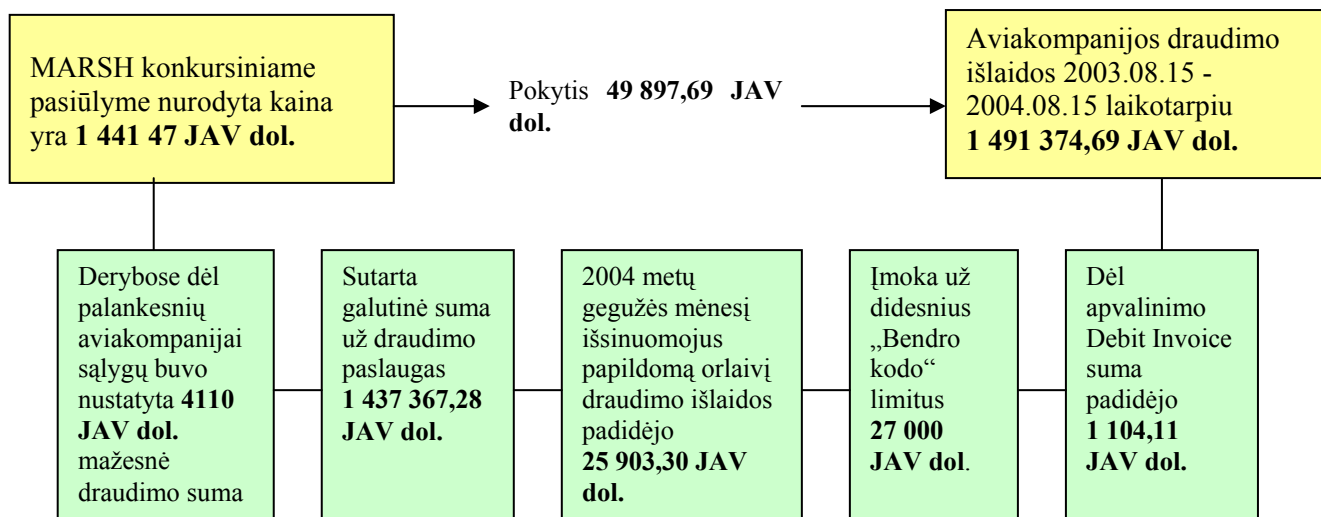 MARSH konkursiniame
pasiūlyme nurodyta kaina
yra 1 441 47 JAV dol.
Pokytis 49 897,69 JAV
dol.
Aviakompanijos draudimo
išlaidos 2003.08.15 -
2004.08.15 laikotarpiu
1 491 374,69 JAV dol.
Derybose dėl
palankesnių
aviakompanijai
sąlygų buvo
nustatyta 4110
JAV dol.
mažesnė
draudimo suma
Sutarta
galutinė suma
už draudimo
paslaugas
1 437 367,28
JAV dol.
2004 metų
gegužės mėnesį
išsinuomojus
papildomą orlaivį
draudimo išlaidos
padidėjo
25 903,30 JAV
dol.
Įmoka už
didesnius
„Bendro
kodo“
limitus
27 000
JAV dol.
Dėl
apvalinimo
Debit Invoice
suma
padidėjo
1 104,11
JAV dol.